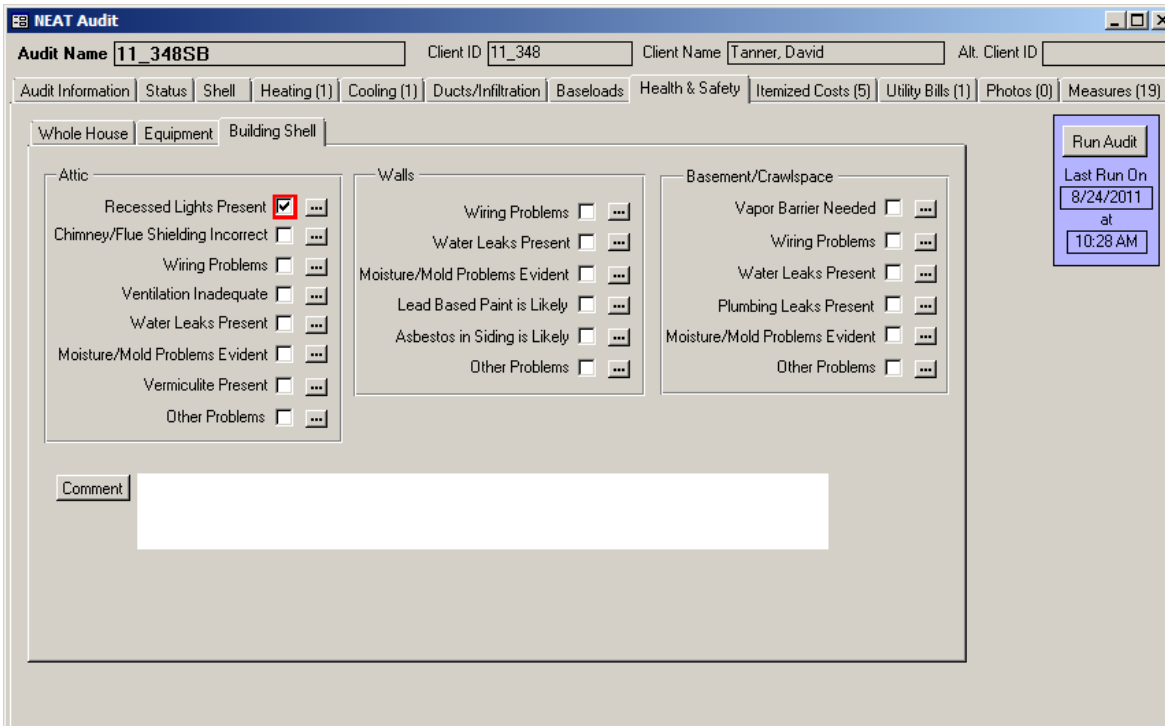 NEAT Audit
Audit Name 11_348SB Client ID 11_348 Client Name Tanner, David Alt. Client ID
Audit Information Status Shell Heating (1) Cooling (1) Ducts/Infiltration Baseloads Health & Safety Itemized Costs (5) Utility Bills (1) Photos (0) Measures (19)
Whole House Equipment Building Shell
Run Audit
Last Run On
8/24/2011
at
10:28 AM
Attic
Recessed Lights Present ...
Chimney/Flue Shielding Incorrect ...
Wiring Problems ...
Ventilation Inadequate ...
Water Leaks Present ...
Moisture/Mold Problems Evident ...
Vermiculite Present ...
Other Problems ...
Walls
Wiring Problems ...
Water Leaks Present ...
Moisture/Mold Problems Evident ...
Lead Based Paint is Likely ...
Asbestos in Siding is Likely ...
Other Problems ...
Basement/Crawlspace
Vapor Barrier Needed ...
Wiring Problems ...
Water Leaks Present ...
Plumbing Leaks Present ...
Moisture/Mold Problems Evident ...
Other Problems ...
Comment